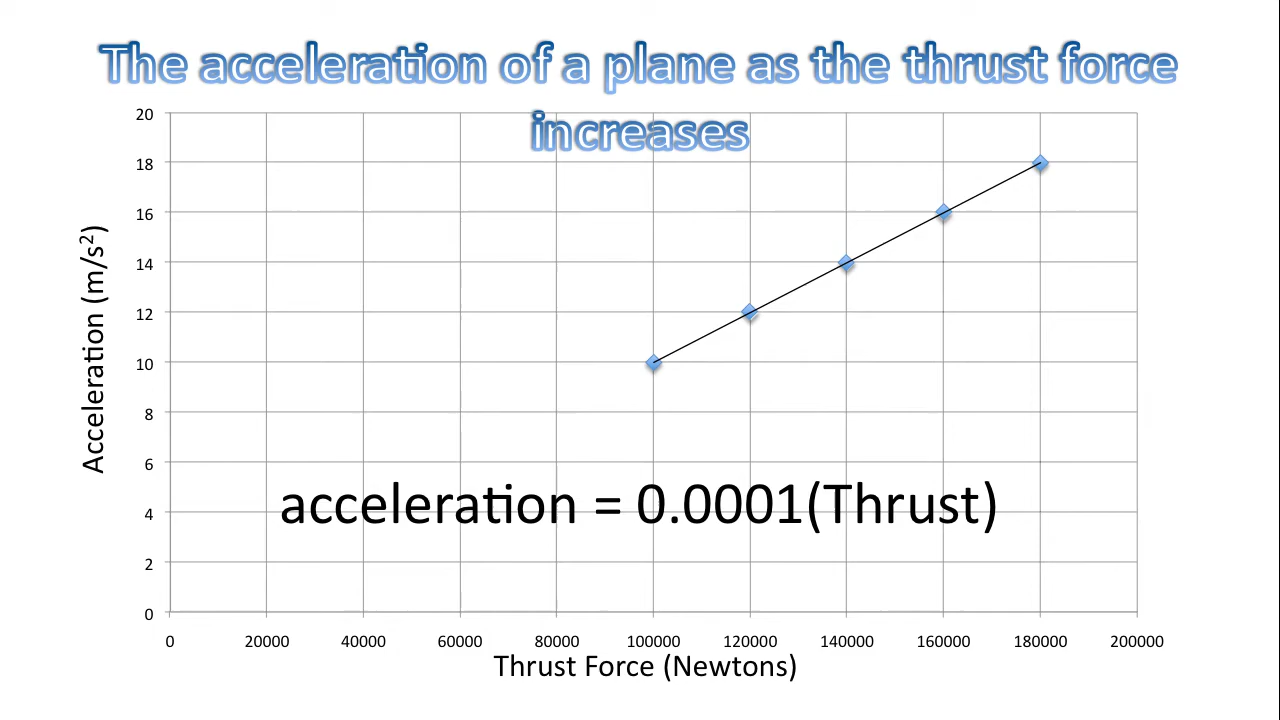 The acceleration of a plane as the thrust force
increases
20
18
16
14
12
10
8
6
4
2
0
Acceleration (m/s²)
acceleration = 0.0001(Thrust)
0 20000 40000 60000 80000 100000 120000 140000 160000 180000 200000
Thrust Force (Newtons)